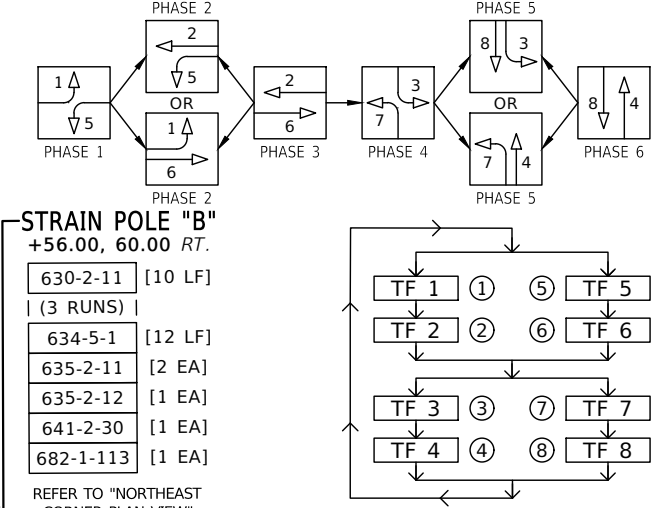 PHASE 2
PHASE 5
2
5
8
3
1
5
OR
2
6
3
7
OR
8
4
1
6
7
4
PHASE 1
PHASE 3
PHASE 4
PHASE 6
PHASE 2
PHASE 5
STRAIN POLE "B"
+56.00, 60.00 RT.
630-2-11 [10 LF]
(3 RUNS)
634-5-1 [12 LF]
635-2-11 [2 EA]
635-2-12 [1 EA]
641-2-30 [1 EA]
682-1-113 [1 EA]
REFER TO "NORTHEAST
CORNER PLAN VIEW"
TF 1 1 5 TF 5
TF 2 2 6 TF 6
TF 3 3 7 TF 7
TF 4 4 8 TF 8